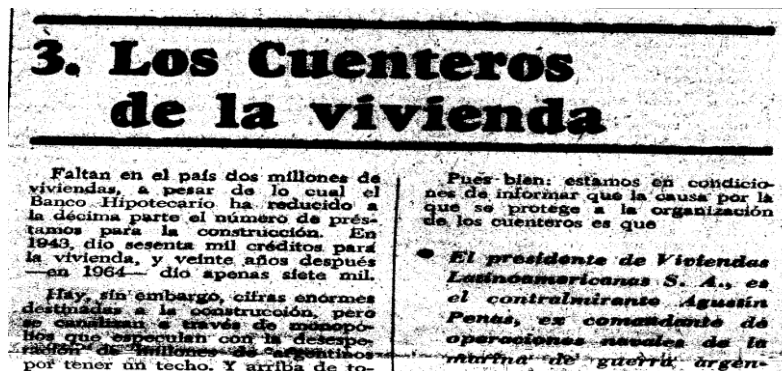 3. Los Cuenteros
de la vivienda
Faltan en el país dos millones de
viviendas, a pesar de lo cual el
Banco Hipotecario ha reducido a
la décima parte el número de prés-
tamos para la construcción. En
1943, dio sesenta mil créditos para
la vivienda, y veinte años después
—en 1964— dio apenas siete mil.
Hay, sin embargo, cifras enormes
destinadas a la construcción, pero
se canalizan a través de monopo-
lios que especulan con la desespe-
ración de millones de argentinos
por tener un techo. Y arriba de to-
Pues bien: estamos en condicio-
nes de informar que la causa por la
que se protege a la organización
de los cuenteros es que
● El presidente de Viviendas
Latinoamericanas S. A., es
el contralmirante Agustín
Penas, ex comandante de
operaciones navales de la
marina de guerra argen-